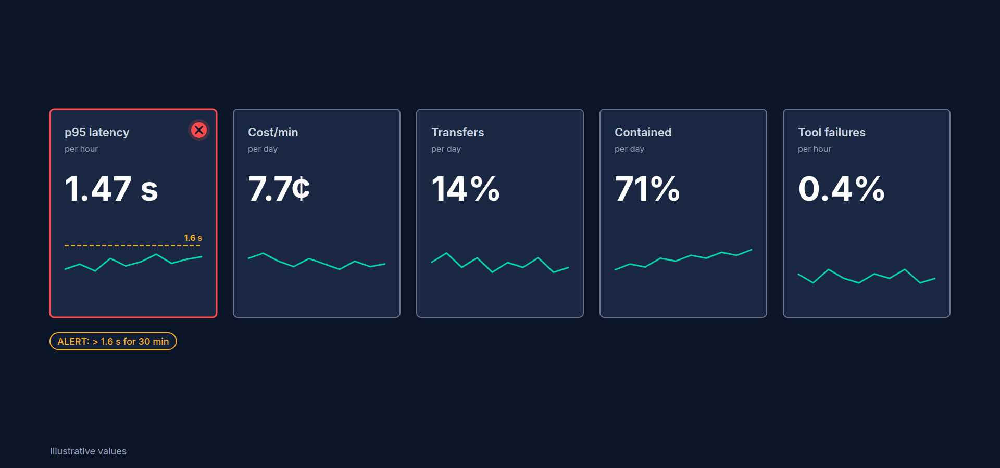 p95 latency
per hour
1.47 s
1.6 s
ALERT: > 1.6 s for 30 min
Cost/min
per day
7.7¢
Transfers
per day
14%
Contained
per day
71%
Tool failures
per hour
0.4%
Illustrative values